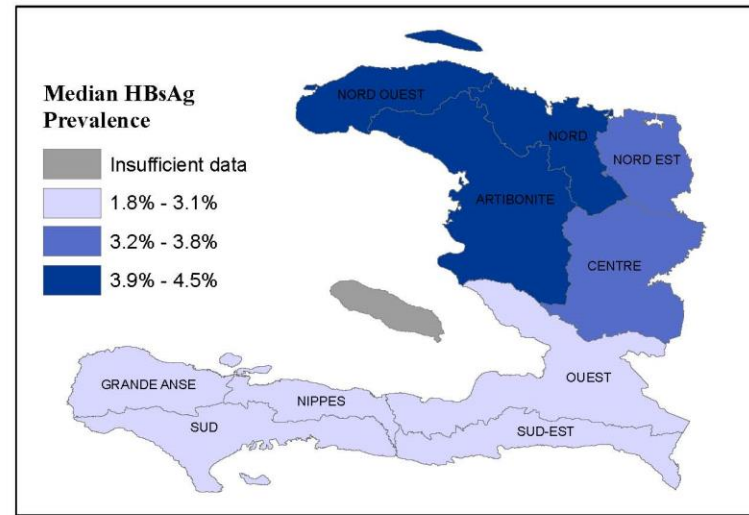 Median HBsAg
Prevalence
Insufficient data
1.8% - 3.1%
3.2% - 3.8%
3.9% - 4.5%
NORD OUEST
NORD
NORD EST
ARTIBONITE
CENTRE
OUEST
GRANDE ANSE
NIPPES
SUD
SUD-EST